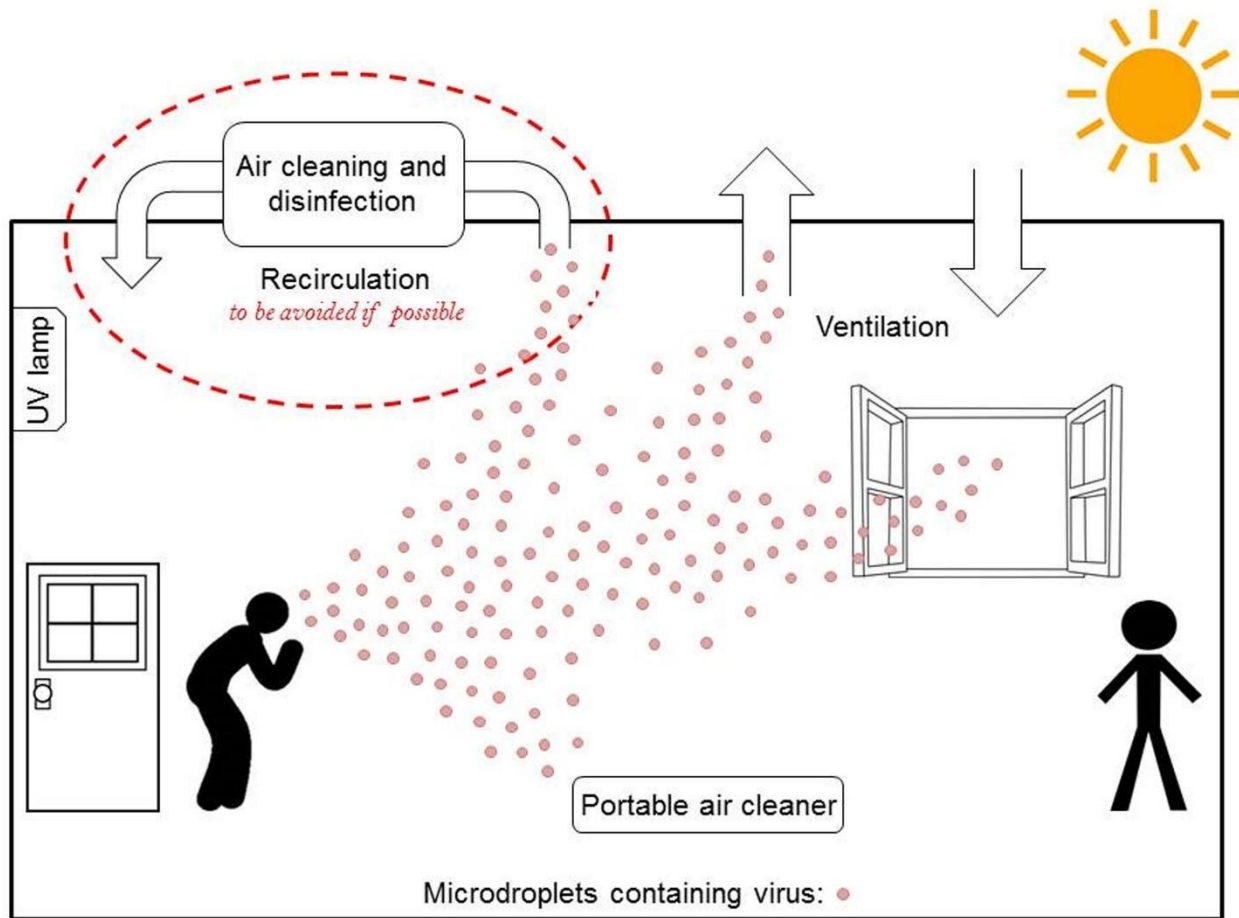 Air cleaning and
disinfection
Recirculation
to be avoided if possible
UV lamp
Ventilation
Portable air cleaner
Microdroplets containing virus: